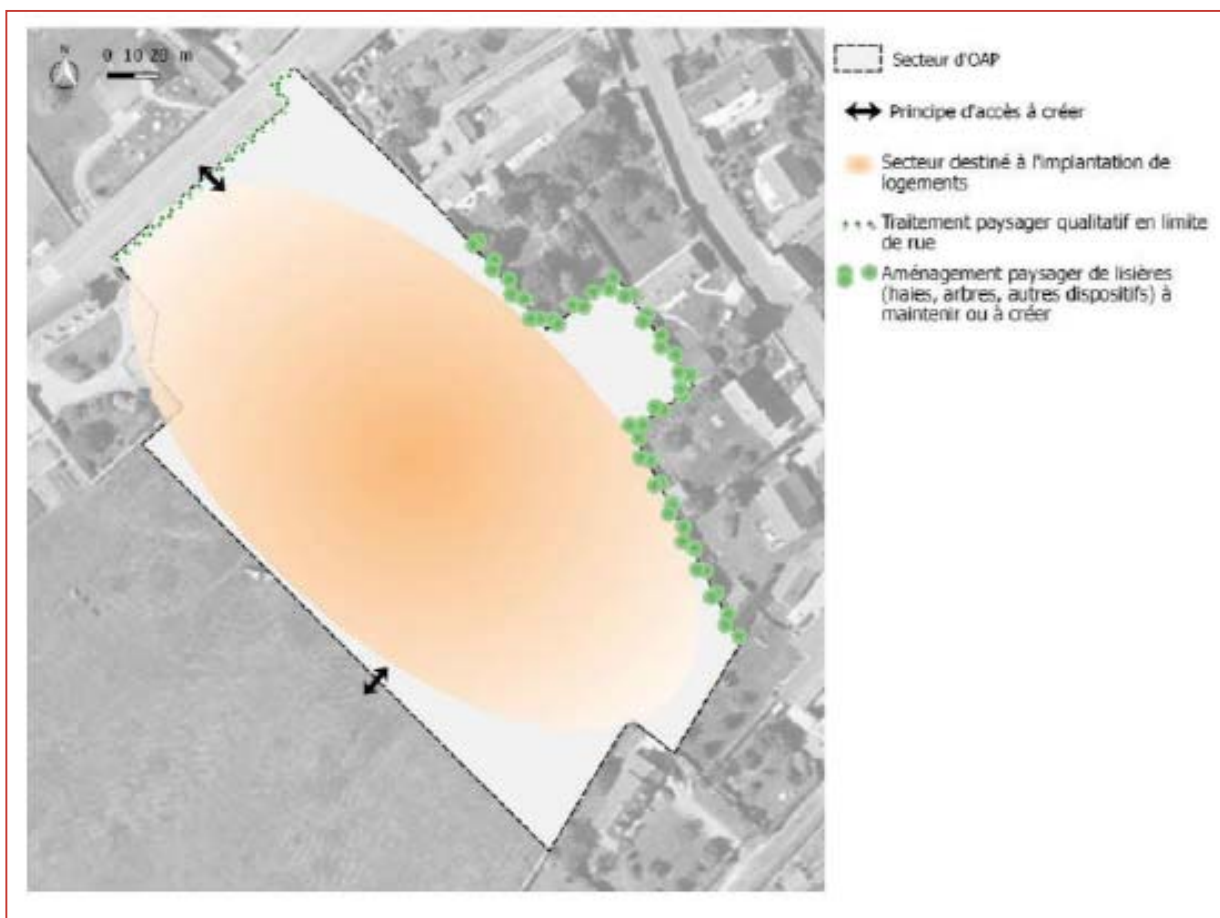 N
0 10 20 m
Secteur d'OAP
Principe d'accès à créer
Secteur destiné à l'implantation de
logements
Traitement paysager qualitatif en limite
de rue
Aménagement paysager de lisières
(haies, arbres, autres dispositifs) à
maintenir ou à créer